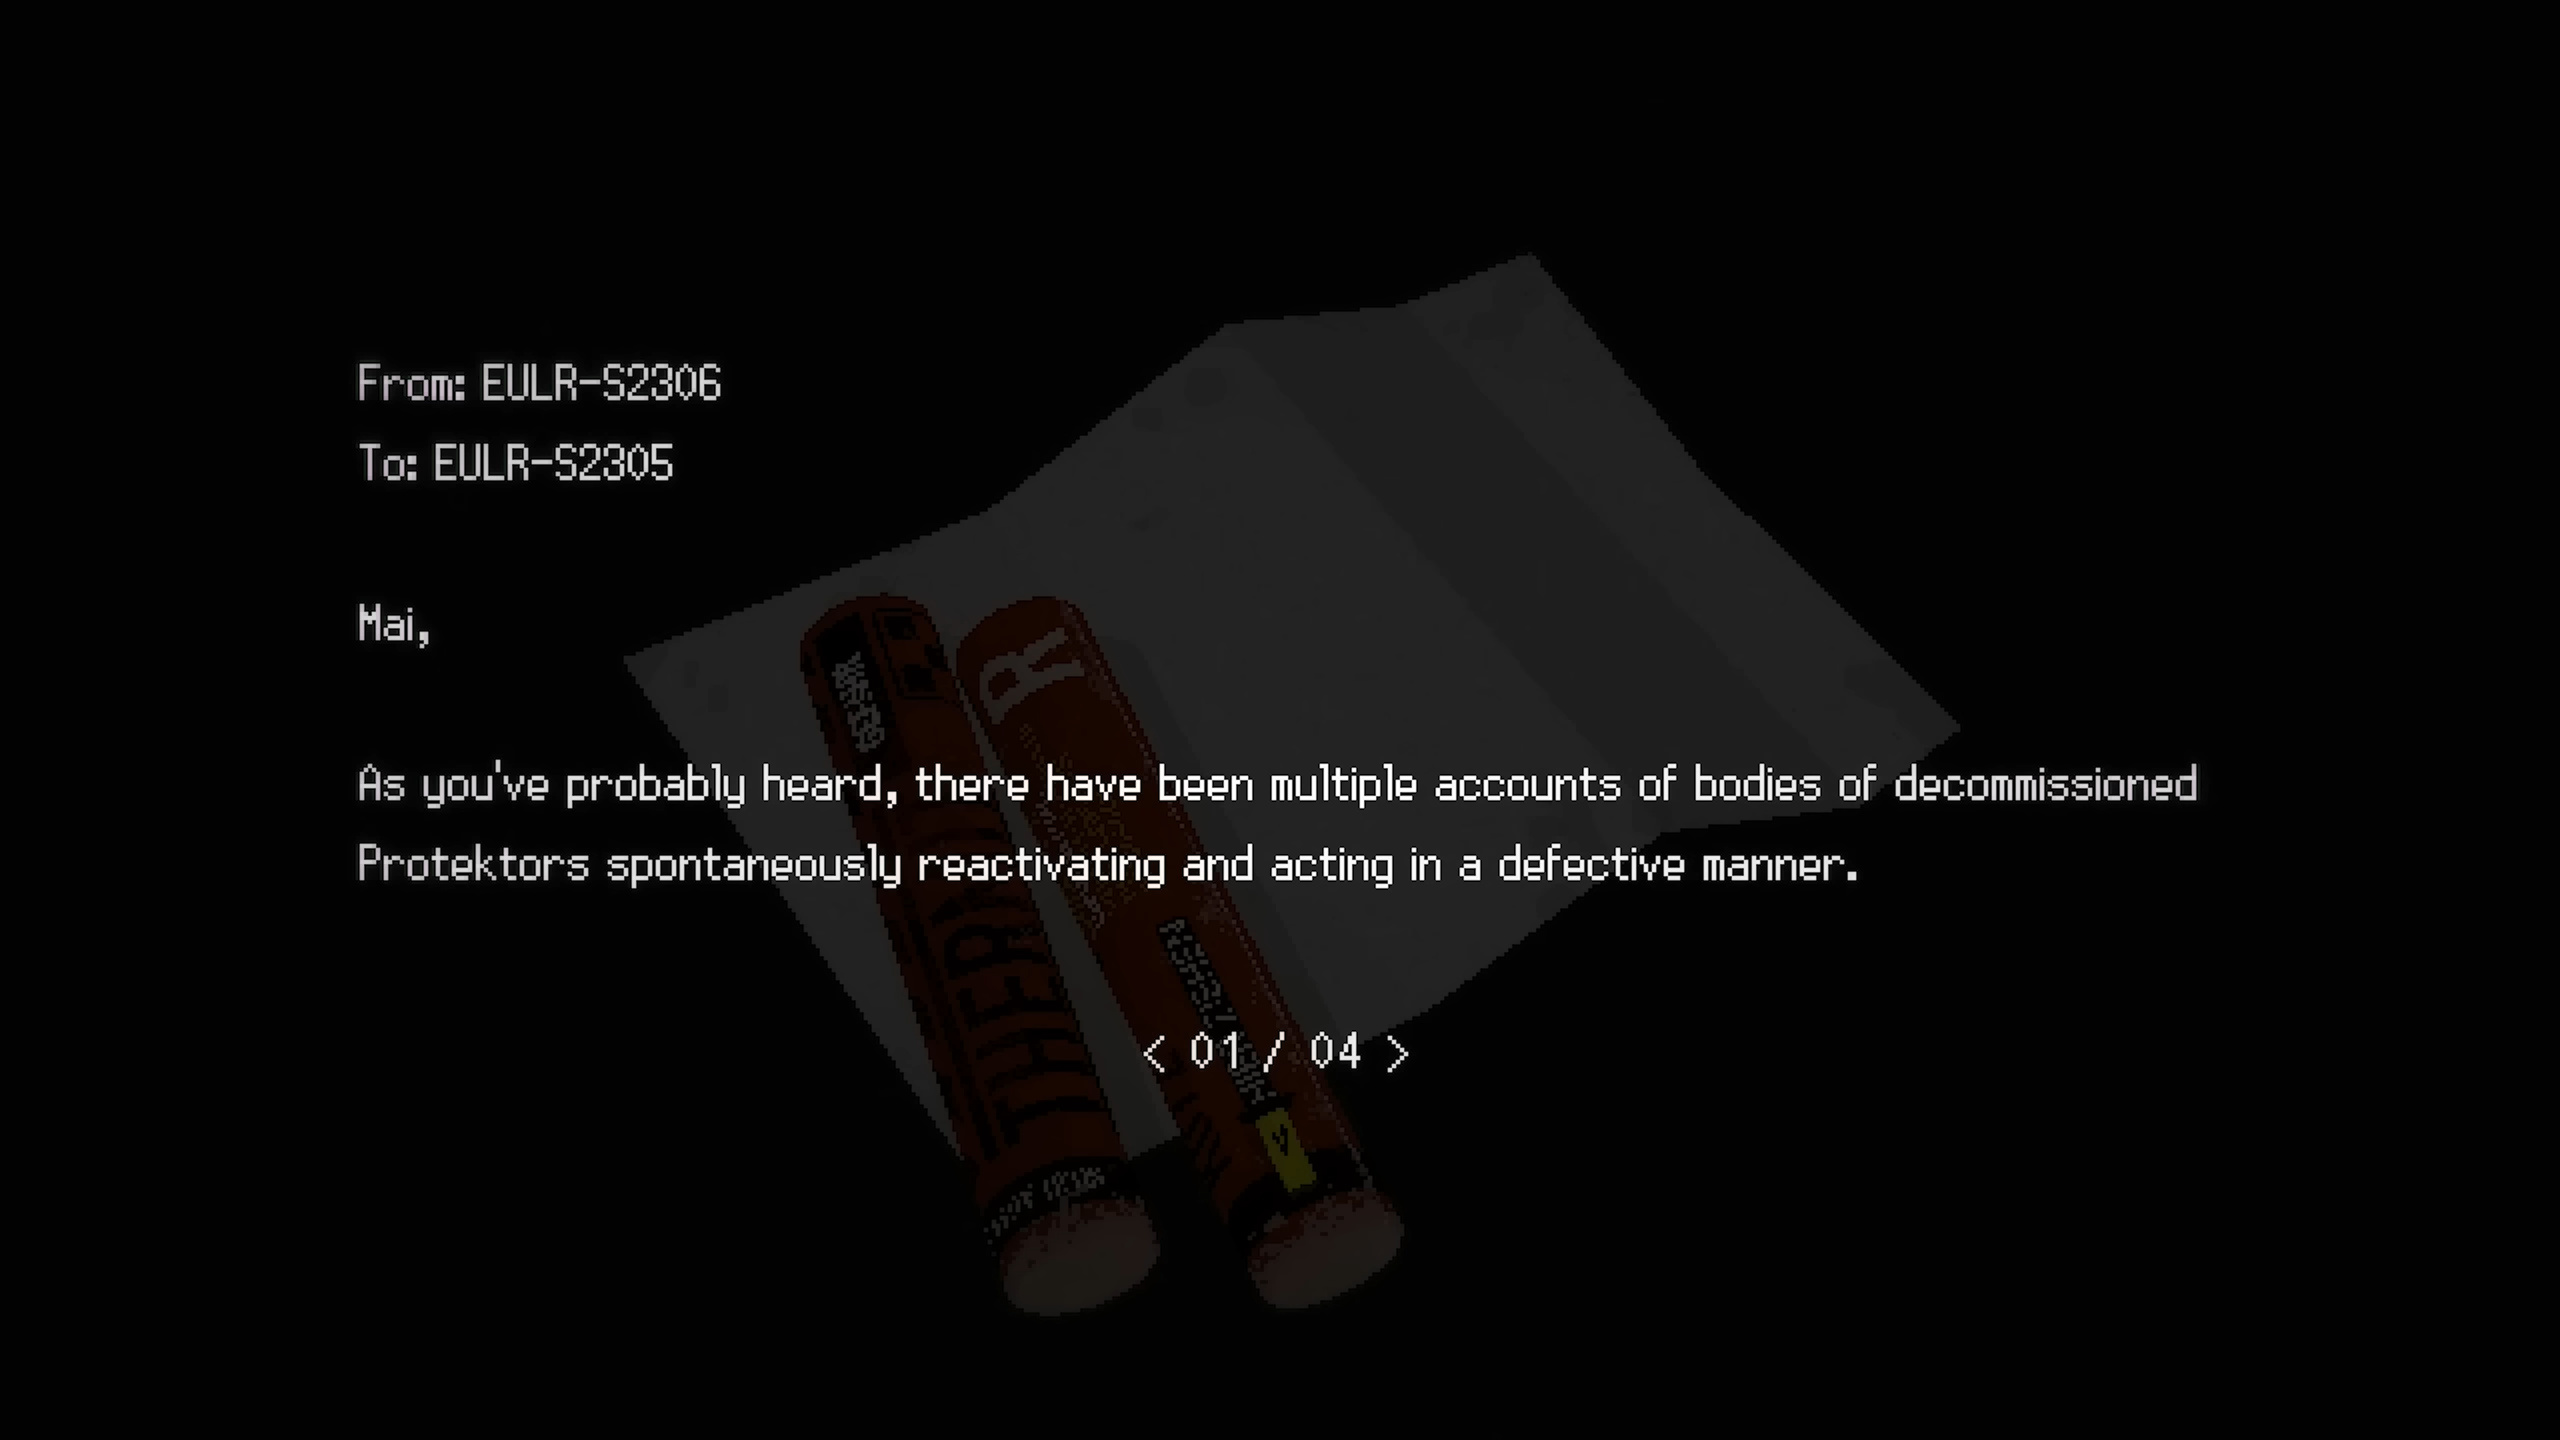 From: EULR-S2306
To: EULR-S2305
Mai,
As you've probably heard, there have been multiple accounts of bodies of decommissioned
Protektors spontaneously reactivating and acting in a defective manner.
< 01 / 04 >